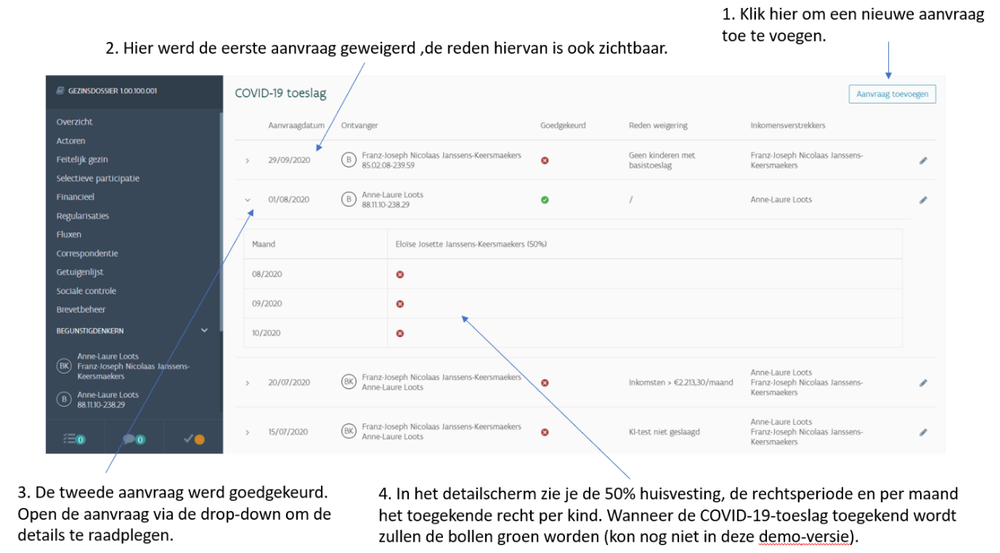 1. Klik hier om een nieuwe aanvraag
toe te voegen.
2. Hier werd de eerste aanvraag geweigerd ,de reden hiervan is ook zichtbaar.
GEZINSDOSSIER 1.00.100.001
Overzicht
Actoren
Feitelijk gezin
Selectieve participatie
Financieel
Regularisaties
Fluxen
Correspondentie
Getuigenlijst
Sociale controle
Brevetbeheer
BEGUNSTIGDENKERN
BK
Anne-Laure Loots
Franz-Joseph Nicolaas Janssens-
Keersmaekers
B
Anne-Laure Loots
88.11.10-238.29
0
0
COVID-19 toeslag
Aanvraag toevoegen
Aanvraagdatum Ontvanger Goedgekeurd Reden weigering Inkomensverstrekkers
29/09/2020
B
Franz-Joseph Nicolaas Janssens-Keersmaekers
85.02.08-239.59
Geen kinderen met
basistoeslag
Franz-Joseph Nicolaas Janssens-
Keersmaekers
01/08/2020
B
Anne-Laure Loots
88.11.10-238.29
/
Anne-Laure Loots
Maand Eloïse Josette Janssens-Keersmaekers (50%)
08/2020
09/2020
10/2020
20/07/2020
BK
Franz-Joseph Nicolaas Janssens-Keersmaekers
Anne-Laure Loots
Inkomsten > €2.213,30/maand
Anne-Laure Loots
Franz-Joseph Nicolaas Janssens-
Keersmaekers
15/07/2020
BK
Franz-Joseph Nicolaas Janssens-Keersmaekers
Anne-Laure Loots
KI-test niet geslaagd
Anne-Laure Loots
Franz-Joseph Nicolaas Janssens-
Keersmaekers
3. De tweede aanvraag werd goedgekeurd.
Open de aanvraag via de drop-down om de
details te raadplegen.
4. In het detailscherm zie je de 50% huisvesting, de rechtsperiode en per maand
het toegekende recht per kind. Wanneer de COVID-19-toeslag toegekend wordt
zullen de bollen groen worden (kon nog niet in deze demo-versie).